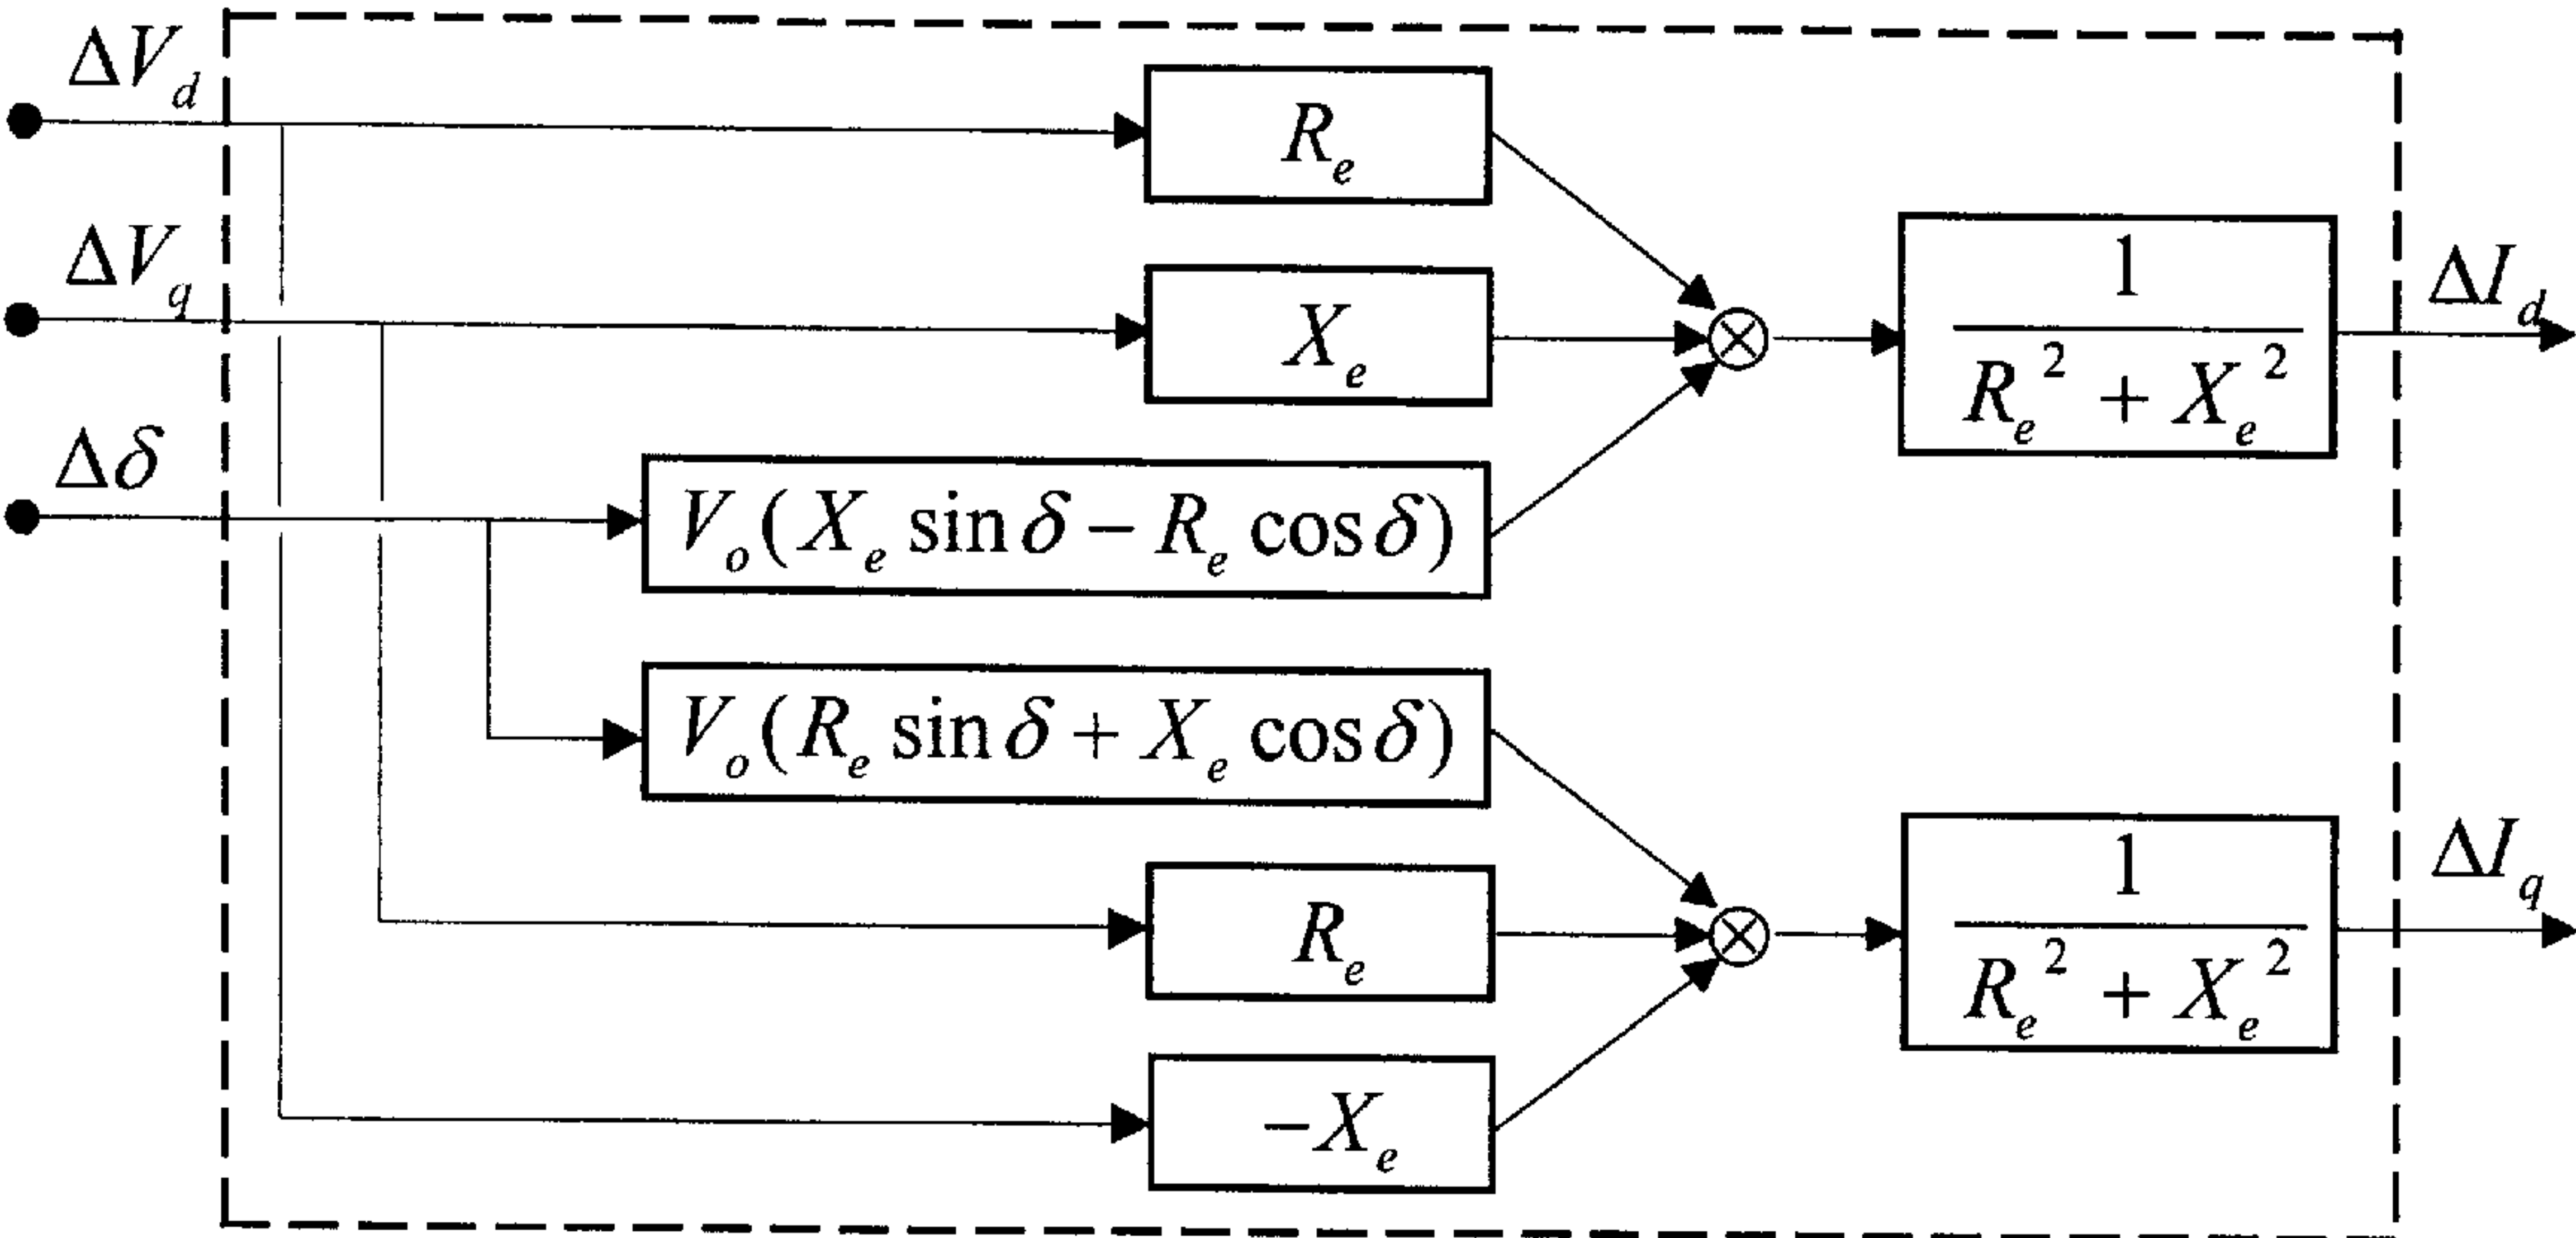 ΔV_d
R_e
ΔV_q
X_e
1
R_e^2 + X_e^2
ΔI_d
Δδ
V_o(X_e sin δ − R_e cos δ)
V_o(R_e sin δ + X_e cos δ)
R_e
1
R_e^2 + X_e^2
ΔI_q
−X_e